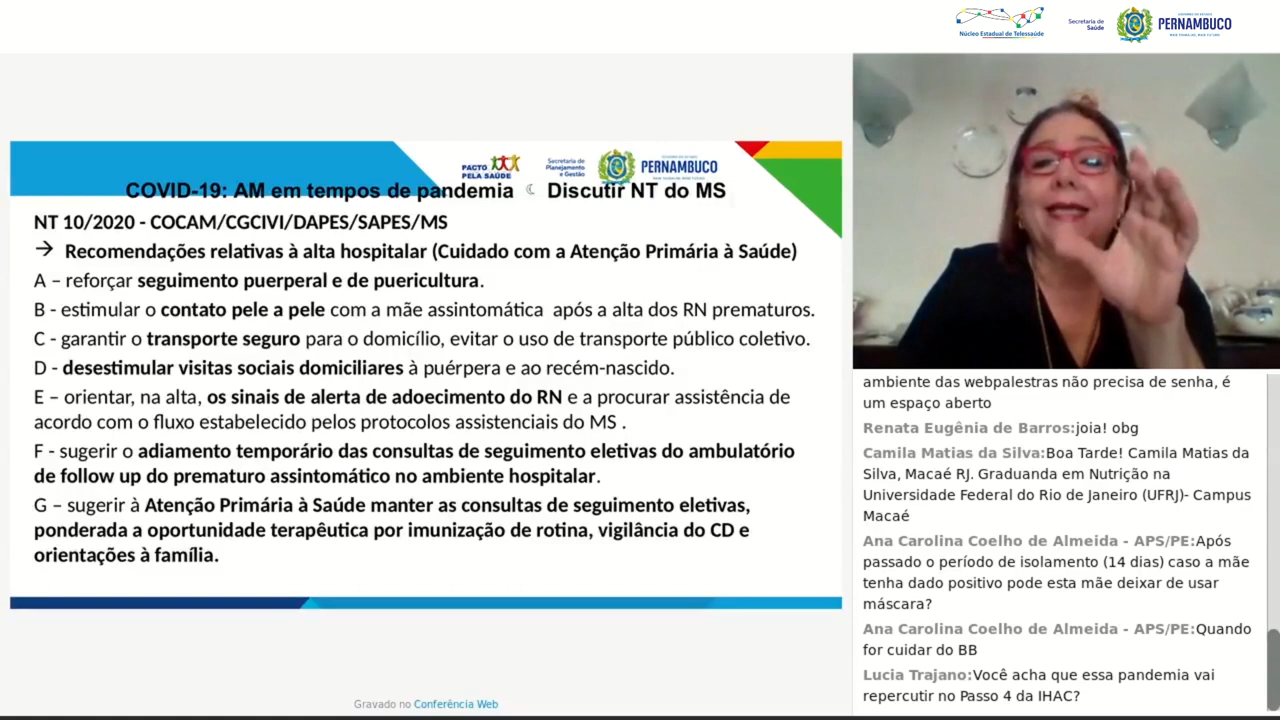 Núcleo Estadual de Telessaúde
Secretaria de
Saúde
GOVERNO DO ESTADO
PERNAMBUCO
MAIS TRABALHO, MAIS FUTURO
PACTO
PELA SAÚDE
Secretaria de
Planejamento
e Gestão
PERNAMBUCO
COVID-19: AM em tempos de pandemia ☾ Discutir NT do MS
NT 10/2020 - COCAM/CGCIVI/DAPES/SAPES/MS
→ Recomendações relativas à alta hospitalar (Cuidado com a Atenção Primária à Saúde)
A – reforçar seguimento puerperal e de puericultura.
B - estimular o contato pele a pele com a mãe assintomática após a alta dos RN prematuros.
C - garantir o transporte seguro para o domicílio, evitar o uso de transporte público coletivo.
D - desestimular visitas sociais domiciliares à puérpera e ao recém-nascido.
E – orientar, na alta, os sinais de alerta de adoecimento do RN e a procurar assistência de
acordo com o fluxo estabelecido pelos protocolos assistenciais do MS .
F - sugerir o adiamento temporário das consultas de seguimento eletivas do ambulatório
de follow up do prematuro assintomático no ambiente hospitalar.
G – sugerir à Atenção Primária à Saúde manter as consultas de seguimento eletivas,
ponderada a oportunidade terapêutica por imunização de rotina, vigilância do CD e
orientações à família.
Gravado no Conferência Web
ambiente das webpalestras não precisa de senha, é
um espaço aberto
Renata Eugênia de Barros:joia! obg
Camila Matias da Silva:Boa Tarde! Camila Matias da
Silva, Macaé RJ. Graduanda em Nutrição na
Universidade Federal do Rio de Janeiro (UFRJ)- Campus
Macaé
Ana Carolina Coelho de Almeida - APS/PE:Após
passado o período de isolamento (14 dias) caso a mãe
tenha dado positivo pode esta mãe deixar de usar
máscara?
Ana Carolina Coelho de Almeida - APS/PE:Quando
for cuidar do BB
Lucia Trajano:Você acha que essa pandemia vai
repercutir no Passo 4 da IHAC?